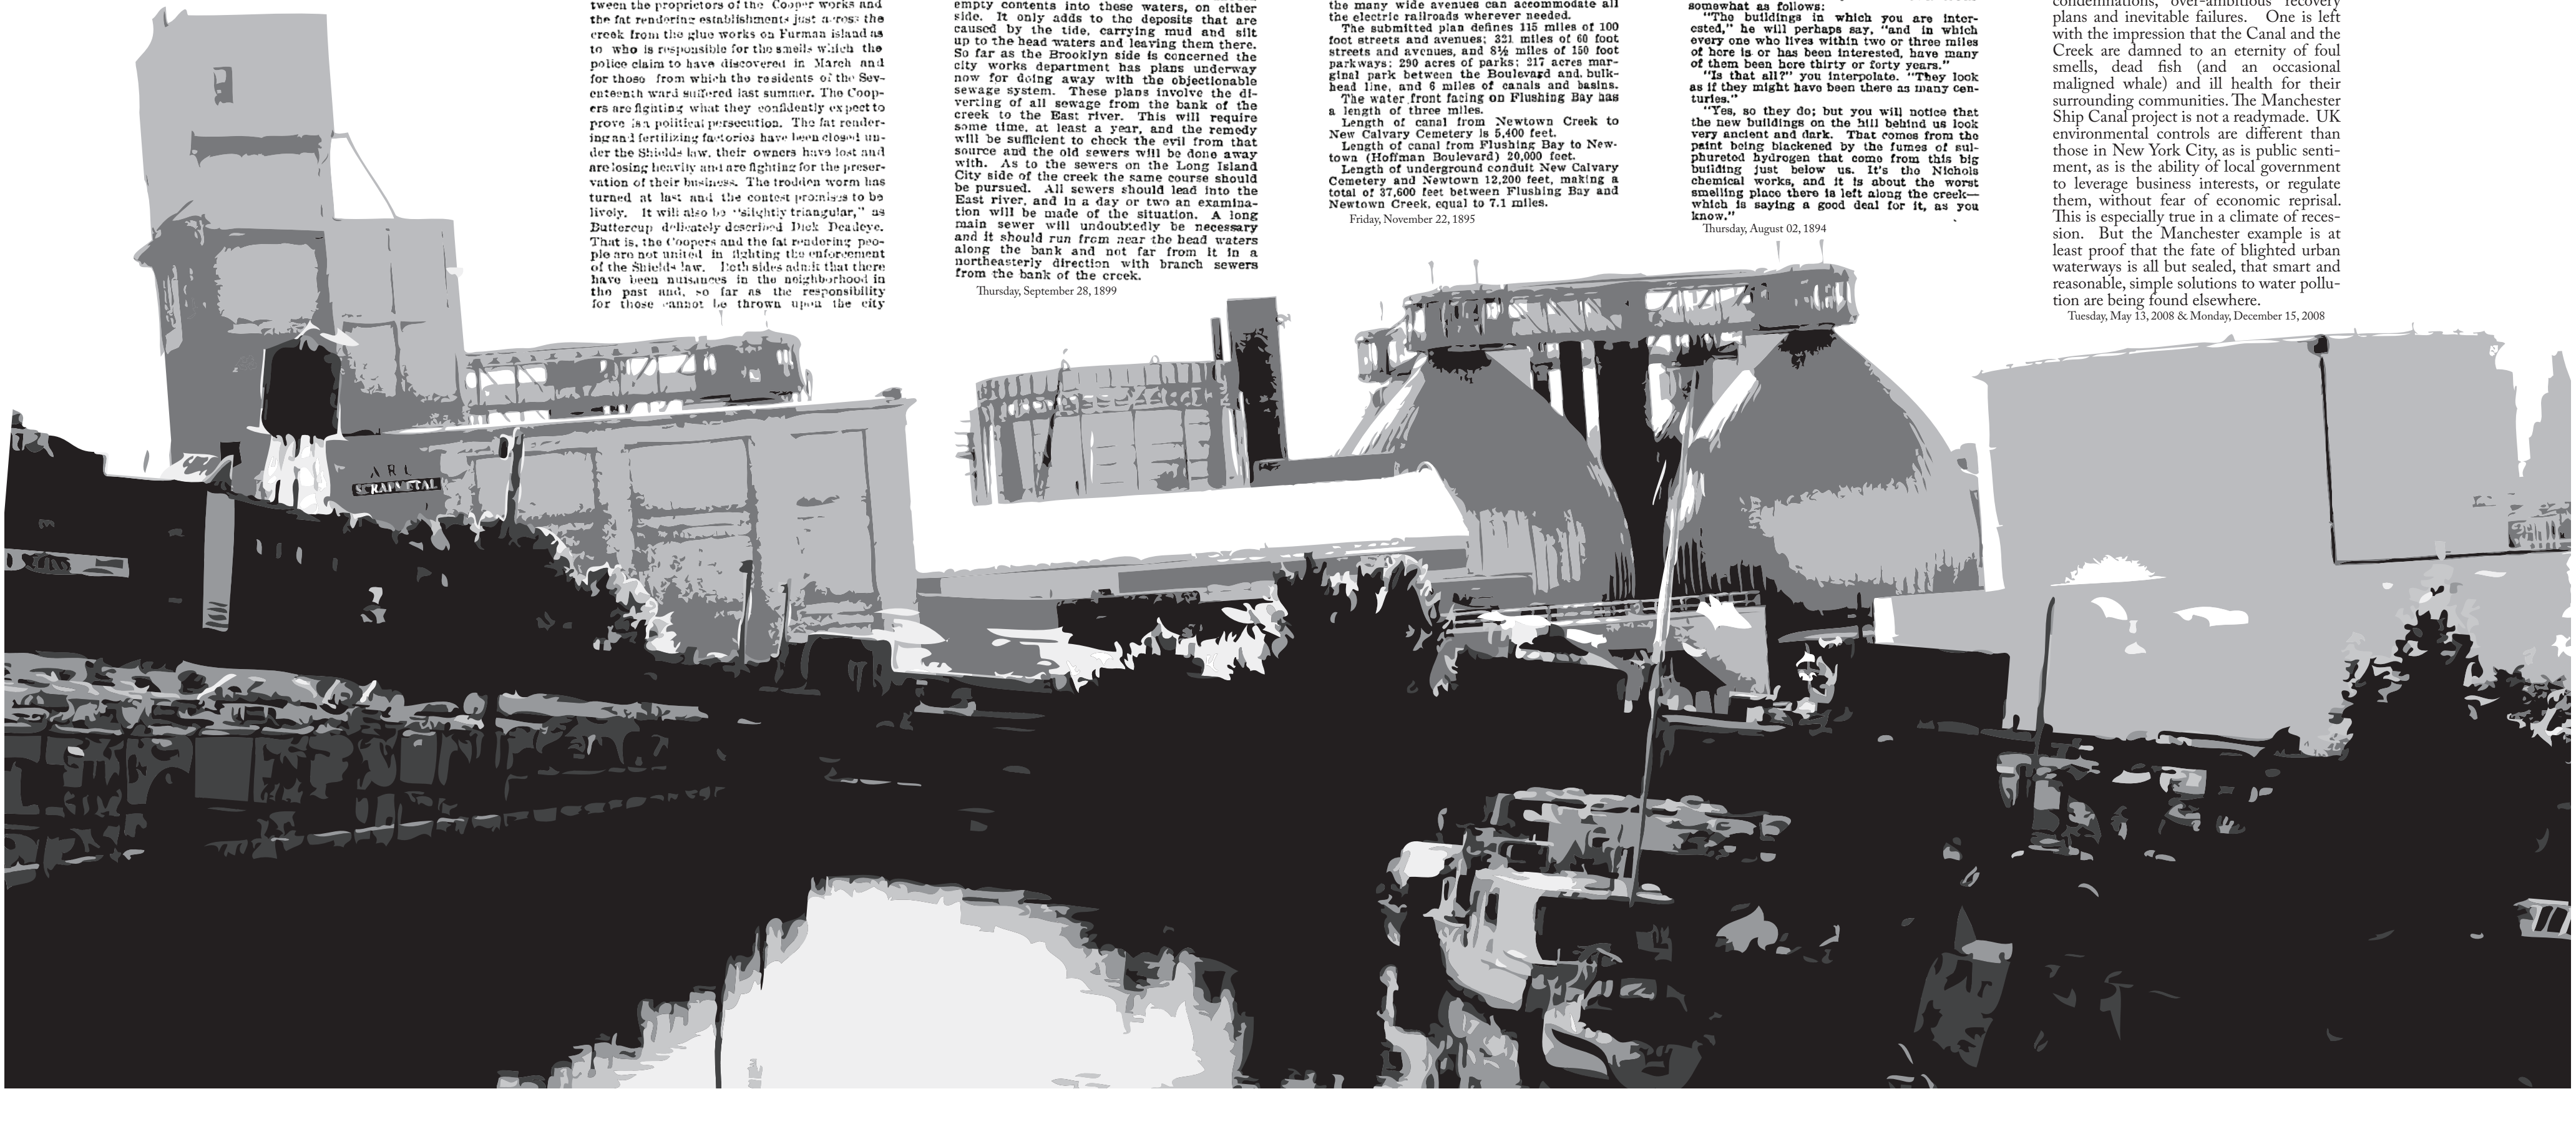 tween the proprietors of the Cooper works and
the fat rendering establishments just across the
creek from the glue works on Furman island as
to who is responsible for the smells which the
police claim to have discovered in March and
for those from which the residents of the Sev-
enteenth ward suffered last summer. The Coop-
ers are fighting what they confidently expect to
prove is a political persecution. The fat render-
ing and fertilizing factories have been closed un-
der the Shields law, their owners have lost and
are losing heavily and are fighting for the preser-
vation of their business. The trodden worm has
turned at last and the contest promises to be
lively. It will also be "slightly triangular," as
Buttercup delicately described Dick Deadeye.
That is, the Coopers and the fat rendering peo-
ple are not united in fighting the enforcement
of the Shields law. Both sides admit that there
have been nuisances in the neighborhood in
the past and, so far as the responsibility
for those cannot be thrown upon the city
empty contents into these waters, on either
side. It only adds to the deposits that are
caused by the tide, carrying mud and silt
up to the head waters and leaving them there.
So far as the Brooklyn side is concerned the
city works department has plans underway
now for doing away with the objectionable
sewage system. These plans involve the di-
verting of all sewage from the bank of the
creek to the East river. This will require
some time, at least a year, and the remedy
will be sufficient to check the evil from that
source and the old sewers will be done away
with. As to the sewers on the Long Island
City side of the creek the same course should
be pursued. All sewers should lead into the
East river, and in a day or two an examina-
tion will be made of the situation. A long
main sewer will undoubtedly be necessary
and it should run from near the head waters
along the bank and not far from it in a
northeasterly direction with branch sewers
from the bank of the creek.
Thursday, September 28, 1899
the many wide avenues can accommodate all
the electric railroads wherever needed.
The submitted plan defines 115 miles of 100
foot streets and avenues; 321 miles of 60 foot
streets and avenues, and 8½ miles of 150 foot
parkways; 290 acres of parks; 217 acres mar-
ginal park between the Boulevard and bulk-
head line, and 6 miles of canals and basins.
The water front facing on Flushing Bay has
a length of three miles.
Length of canal from Newtown Creek to
New Calvary Cemetery is 5,400 feet.
Length of canal from Flushing Bay to New-
town (Hoffman Boulevard) 20,000 feet.
Length of underground conduit New Calvary
Cemetery and Newtown 12,200 feet, making a
total of 37,600 feet between Flushing Bay and
Newtown Creek, equal to 7.1 miles.
Friday, November 22, 1895
somewhat as follows:
"The buildings in which you are inter-
ested," he will perhaps say, "and in which
every one who lives within two or three miles
of here is or has been interested, have many
of them been here thirty or forty years."
"Is that all?" you interpolate. "They look
as if they might have been there as many cen-
turies."
"Yes, so they do; but you will notice that
the new buildings on the hill behind us look
very ancient and dark. That comes from the
paint being blackened by the fumes of sul-
phureted hydrogen that come from this big
building just below us. It's the Nichols
chemical works, and it is about the worst
smelling place there is left along the creek—
which is saying a good deal for it, as you
know."
Thursday, August 02, 1894
condemnations, over-ambitious recovery
plans and inevitable failures. One is left
with the impression that the Canal and the
Creek are damned to an eternity of foul
smells, dead fish (and an occasional
maligned whale) and ill health for their
surrounding communities. The Manchester
Ship Canal project is not a readymade. UK
environmental controls are different than
those in New York City, as is public senti-
ment, as is the ability of local government
to leverage business interests, or regulate
them, without fear of economic reprisal.
This is especially true in a climate of reces-
sion. But the Manchester example is at
least proof that the fate of blighted urban
waterways is all but sealed, that smart and
reasonable, simple solutions to water pollu-
tion are being found elsewhere.
Tuesday, May 13, 2008 & Monday, December 15, 2008
SCRAP METAL